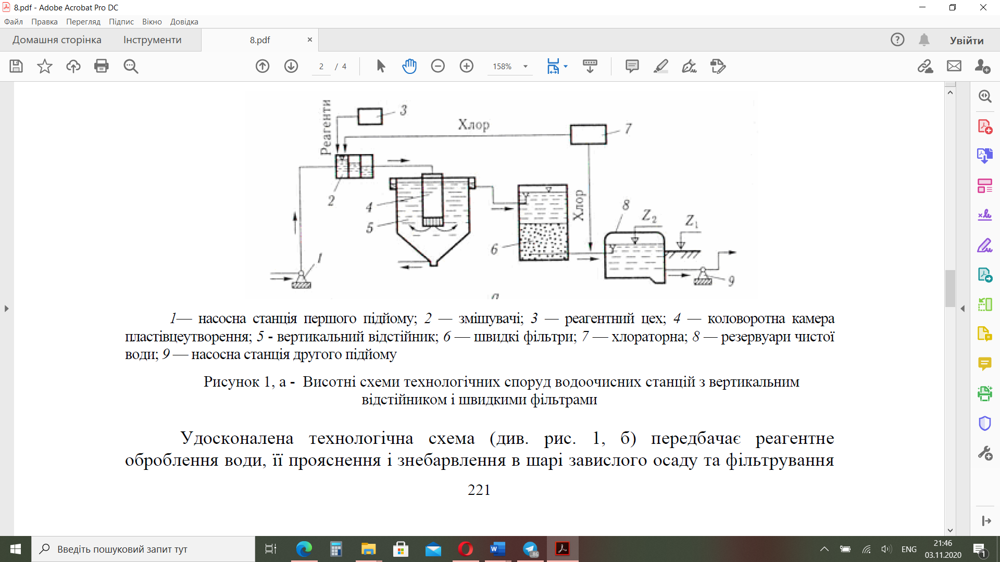 8.pdf - Adobe Acrobat Pro DC
Файл Правка Перегляд Підпис Вікно Довідка
Домашня сторінка Інструменти 8.pdf × Увійти
2 / 4 158%
Реагенти
3
Хлор
7
2
4
5
6
Хлор
8
Z2
Z1
1
9
а
1— насосна станція першого підйому; 2 — змішувачі; 3 — реагентний цех; 4 — коловоротна камера
пластівцеутворення; 5 - вертикальний відстійник; 6 — швидкі фільтри; 7 — хлораторна; 8 — резервуари чистої
води; 9 — насосна станція другого підйому
Рисунок 1, а - Висотні схеми технологічних споруд водоочисних станцій з вертикальним
відстійником і швидкими фільтрами
Удосконалена технологічна схема (див. рис. 1, б) передбачає реагентне
оброблення води, її прояснення і знебарвлення в шарі завислого осаду та фільтрування
221
Введіть пошуковий запит тут
86
ENG
21:46
03.11.2020
1